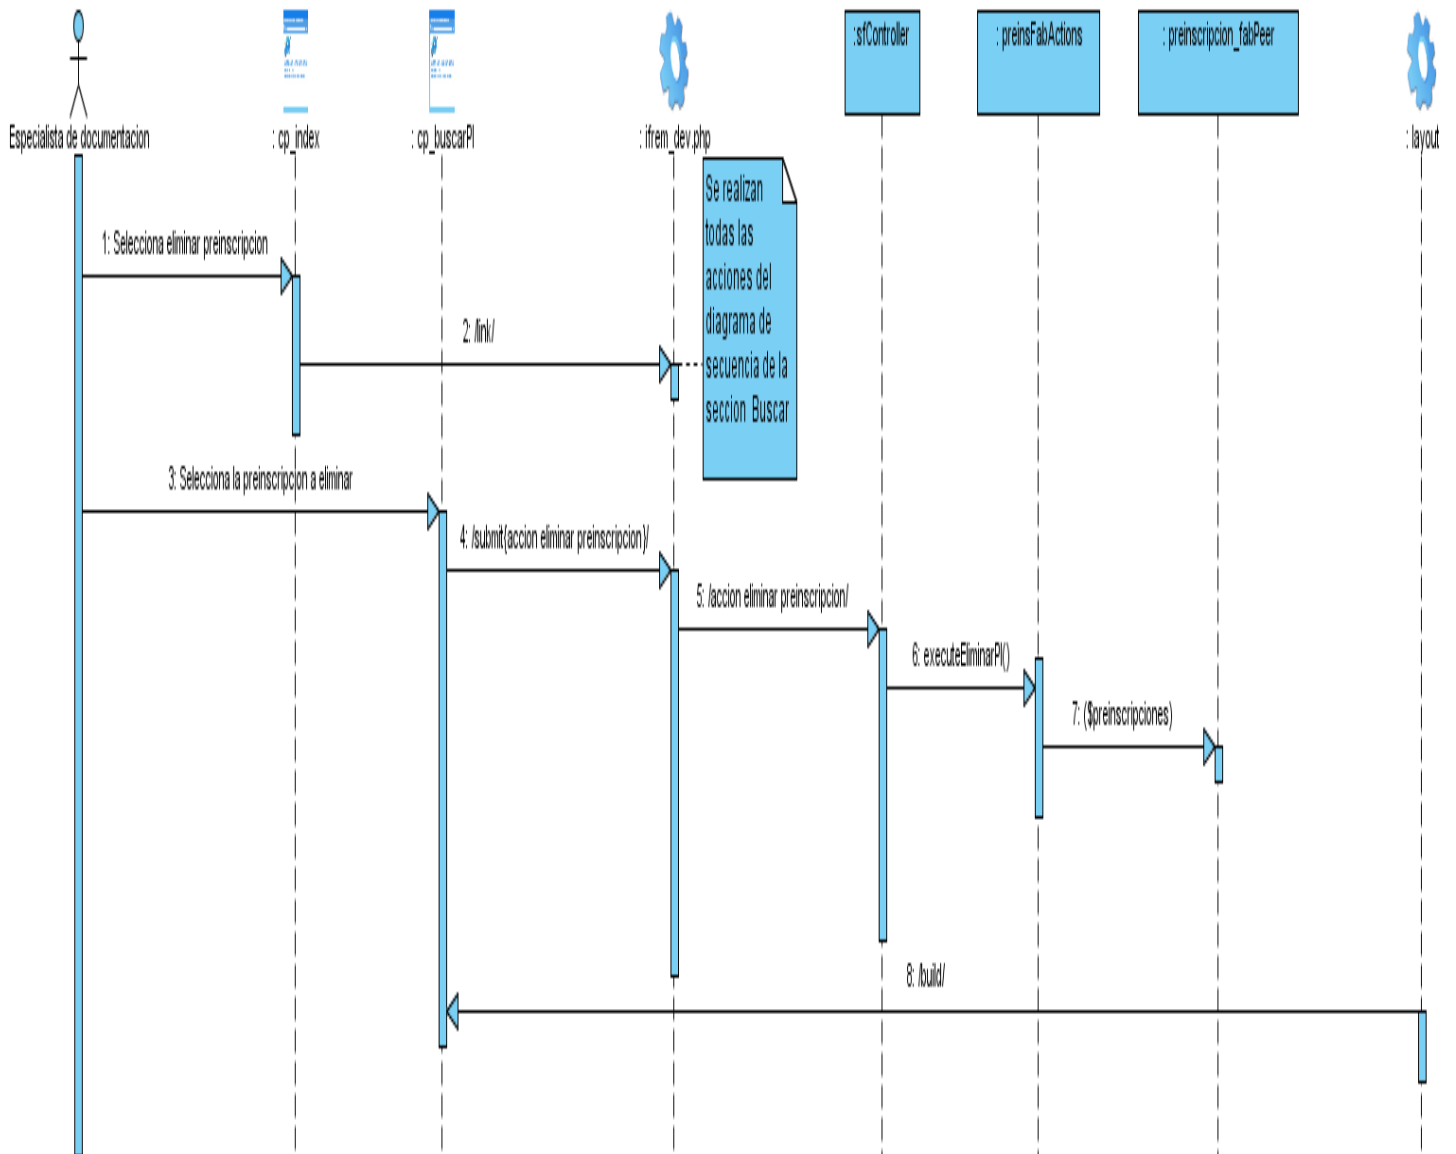 :sfController
: preinsFabActions
: preinscripcion_fabPeer
Especialista de documentacion
: cp_index
: cp_buscarPI
: ifrem_dev.php
: layout
Se realizan
todas las
acciones del
diagrama de
secuencia de la
seccion Buscar
1: Selecciona eliminar preinscripcion
2: /link/
3: Selecciona la preinscripcion a eliminar
4: /submit(accion eliminar preinscripcion)/
5: /accion eliminar preinscripcion/
6: executeEliminarPI()
7: ($preinscripciones)
8: /build/